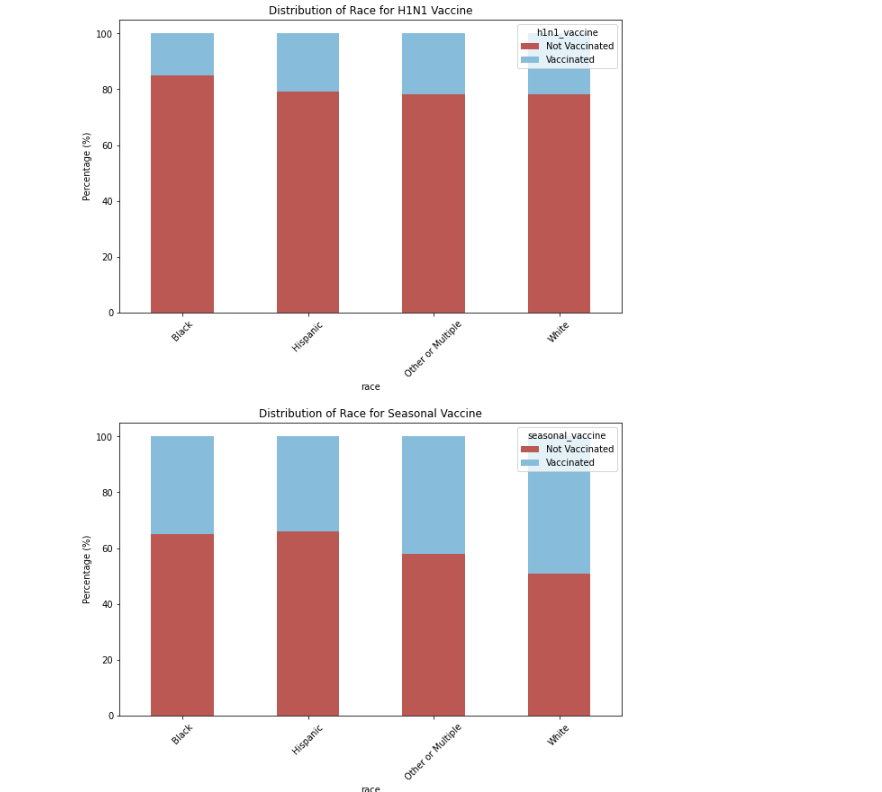 Distribution of Race for H1N1 Vaccine
h1n1_vaccine
Not Vaccinated
Vaccinated
100
80
60
40
20
0
Percentage (%)
Black
Hispanic
Other or Multiple
White
race
Distribution of Race for Seasonal Vaccine
seasonal_vaccine
Not Vaccinated
Vaccinated
100
80
60
40
20
0
Percentage (%)
Black
Hispanic
Other or Multiple
White
race